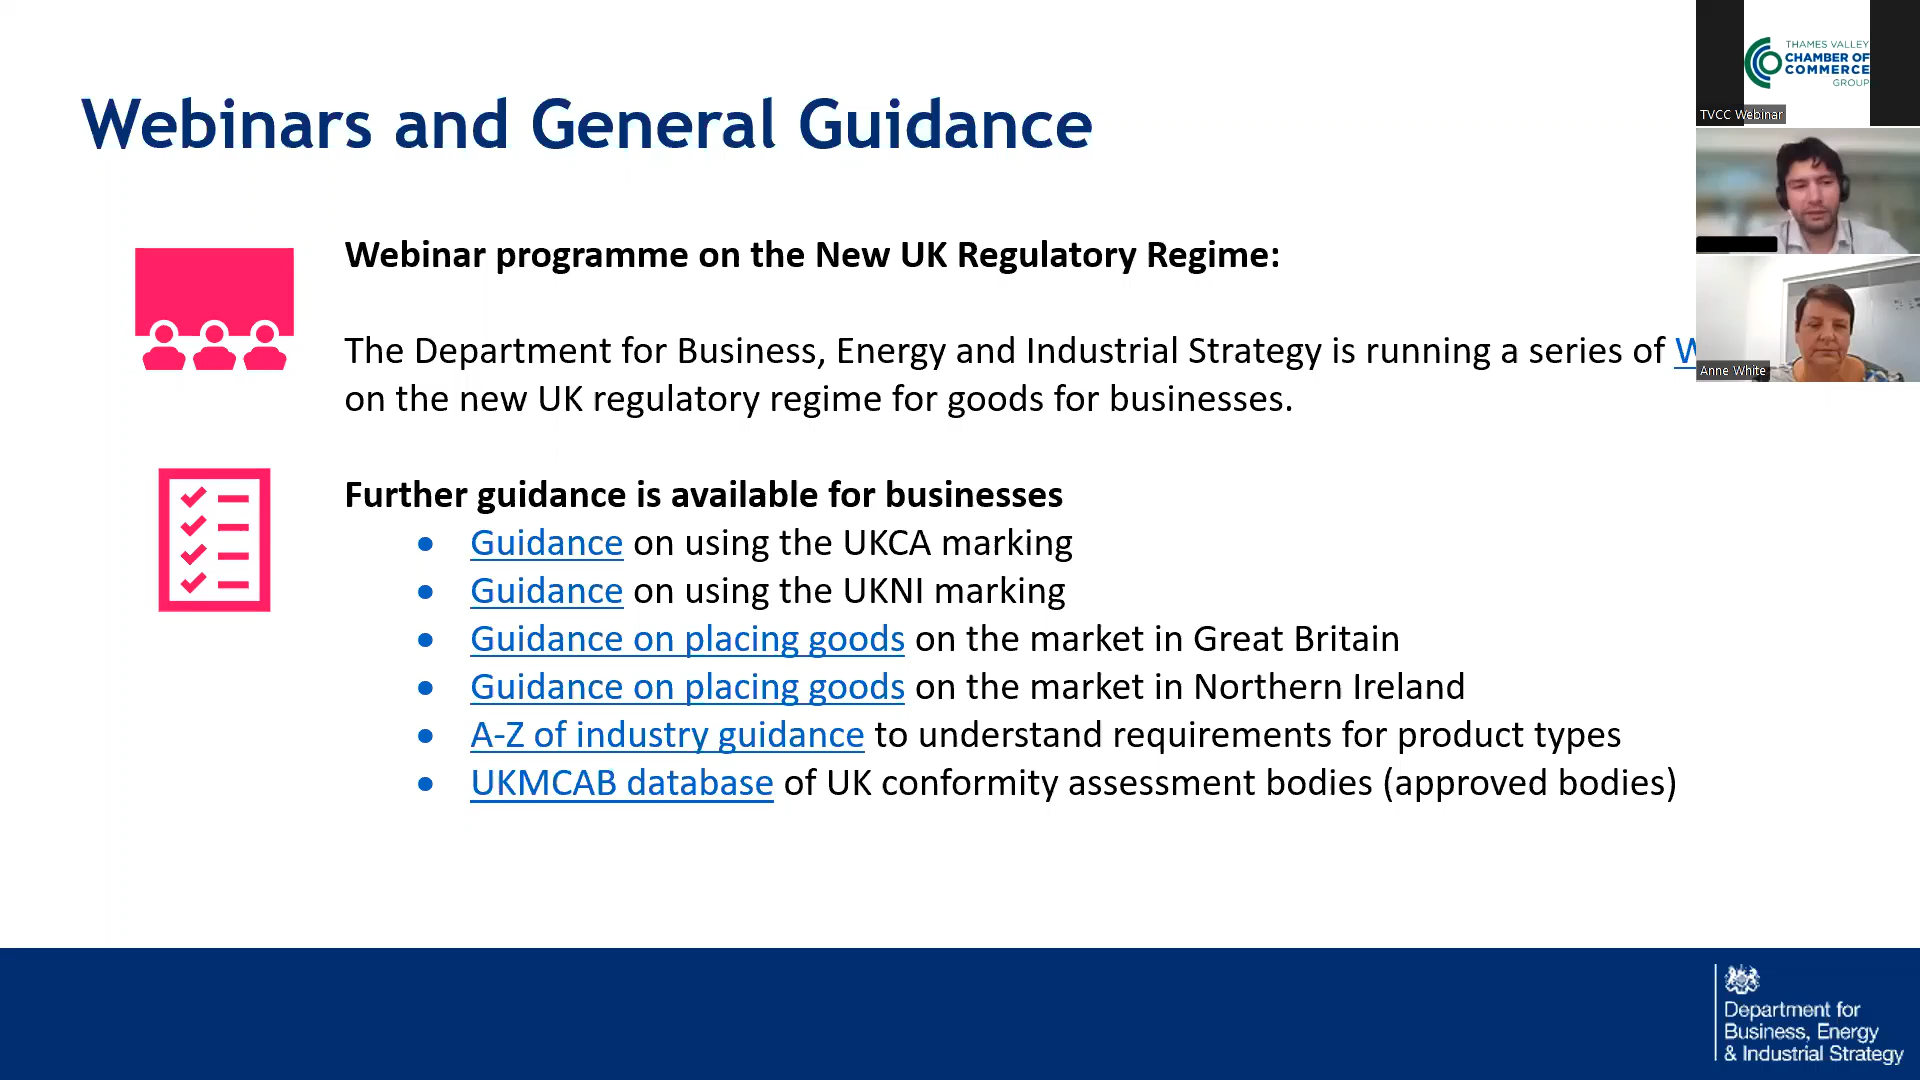 THAMES VALLEY
CHAMBER OF
COMMERCE
GROUP
TVCC Webinar
Webinars and General Guidance
Webinar programme on the New UK Regulatory Regime:
The Department for Business, Energy and Industrial Strategy is running a series of
Anne White
on the new UK regulatory regime for goods for businesses.
Further guidance is available for businesses
• Guidance on using the UKCA marking
• Guidance on using the UKNI marking
• Guidance on placing goods on the market in Great Britain
• Guidance on placing goods on the market in Northern Ireland
• A-Z of industry guidance to understand requirements for product types
• UKMCAB database of UK conformity assessment bodies (approved bodies)
Department for
Business, Energy
& Industrial Strategy